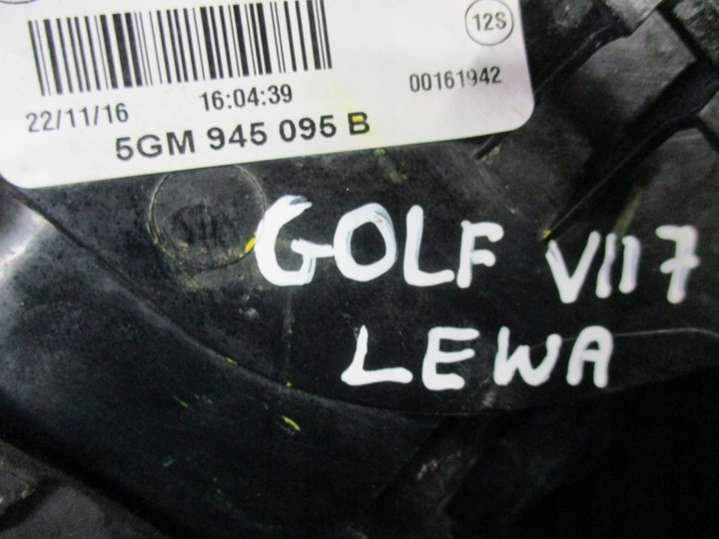 12S
22/11/16 16:04:39 00161942
5GM 945 095 B
GOLF VII 7
LEWA